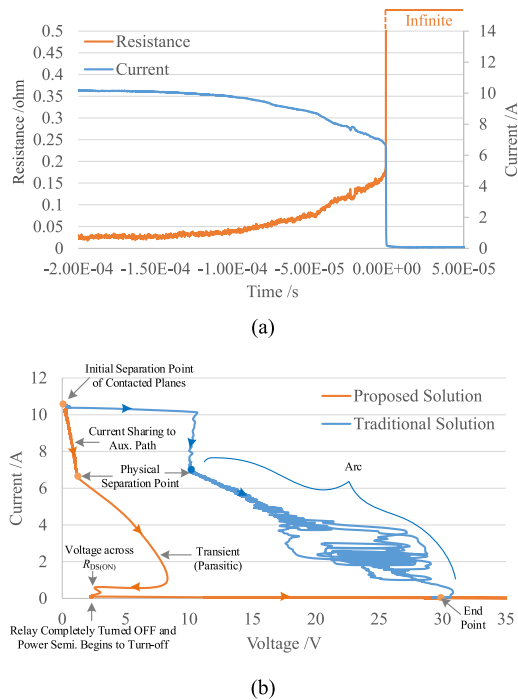 Infinite
Resistance
Current
0.5
0.45
0.4
0.35
0.3
0.25
0.2
0.15
0.1
0.05
0
Resistance /ohm
14
12
10
8
6
4
2
0
Current /A
-2.00E-04 -1.50E-04 -1.00E-04 -5.00E-05 0.00E+00 5.00E-05
Time /s
(a)
Initial Separation Point
of Contacted Planes
Proposed Solution
Traditional Solution
Current Sharing to
Aux. Path
Physical
Separation Point
Arc
Voltage across
RDS(ON)
Transient
(Parasitic)
End
Point
12
10
8
6
4
2
0
Current /A
0 5 10 15 20 25 30 35
Relay Completely Turned OFF and
Power Semi. Begins to Turn-off
Voltage /V
(b)